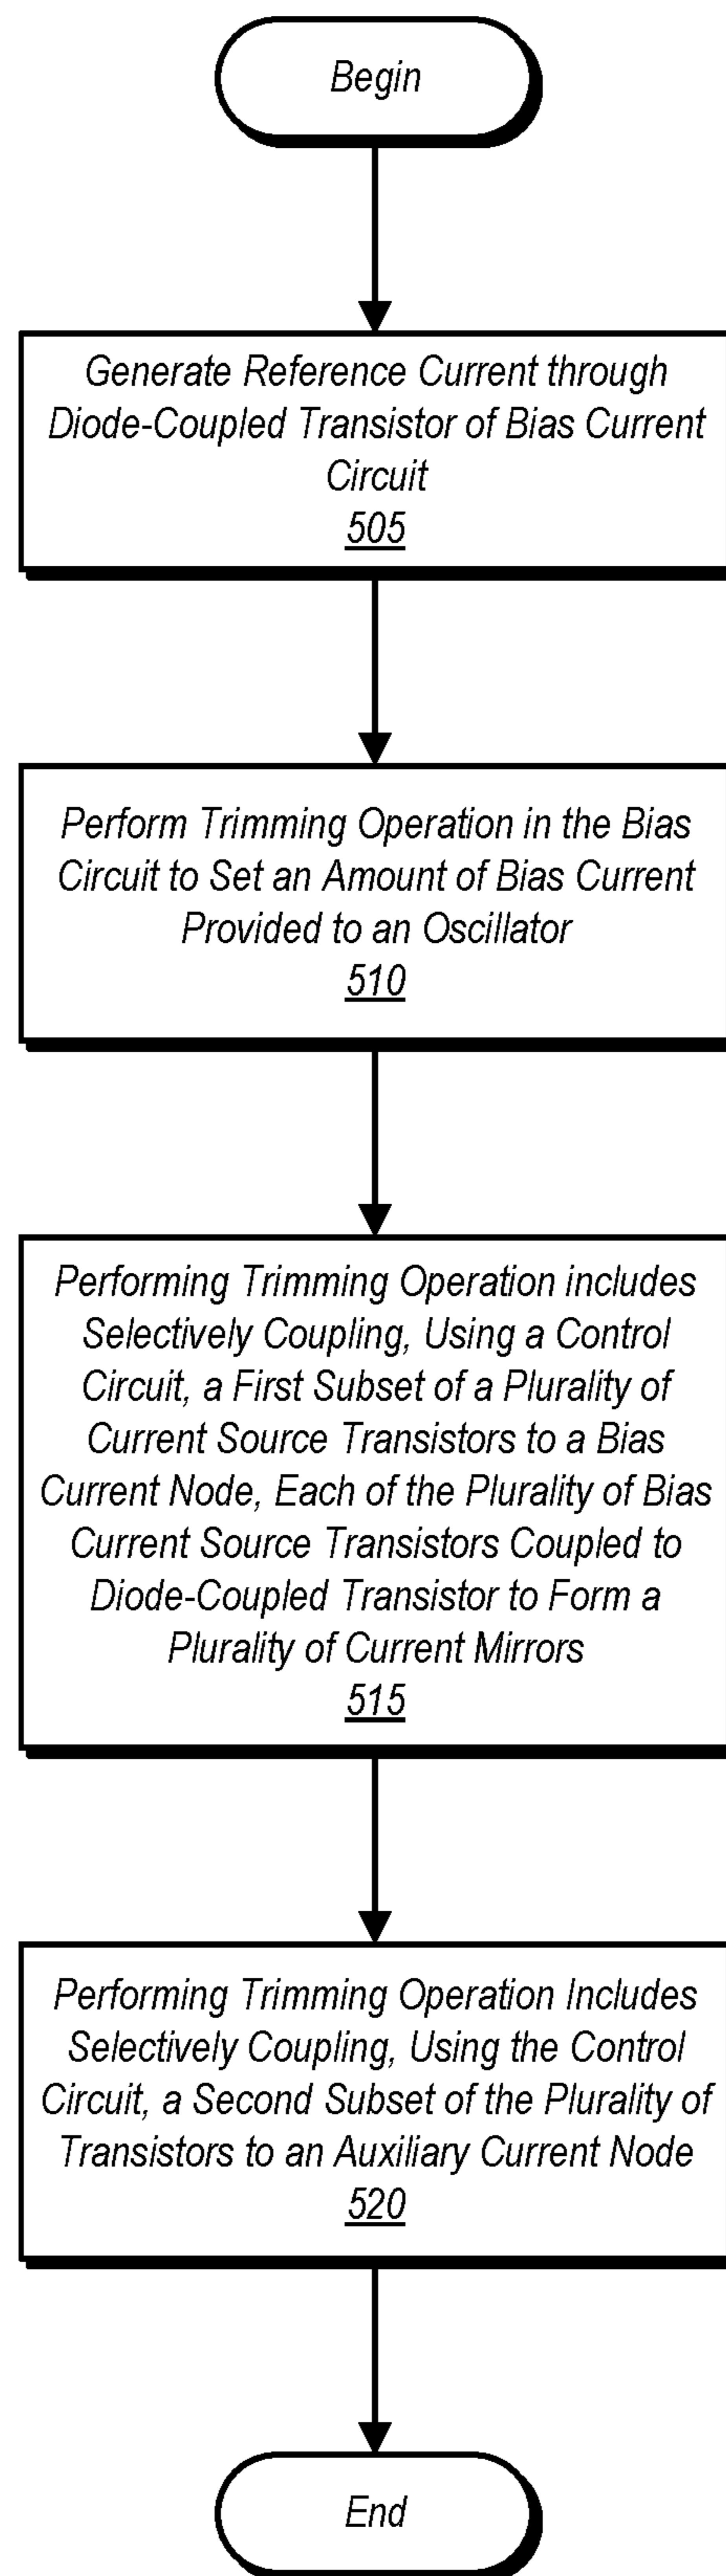 Begin
Generate Reference Current through
Diode-Coupled Transistor of Bias Current
Circuit
505
Perform Trimming Operation in the Bias
Circuit to Set an Amount of Bias Current
Provided to an Oscillator
510
Performing Trimming Operation includes
Selectively Coupling, Using a Control
Circuit, a First Subset of a Plurality of
Current Source Transistors to a Bias
Current Node, Each of the Plurality of Bias
Current Source Transistors Coupled to
Diode-Coupled Transistor to Form a
Plurality of Current Mirrors
515
Performing Trimming Operation Includes
Selectively Coupling, Using the Control
Circuit, a Second Subset of the Plurality of
Transistors to an Auxiliary Current Node
520
End